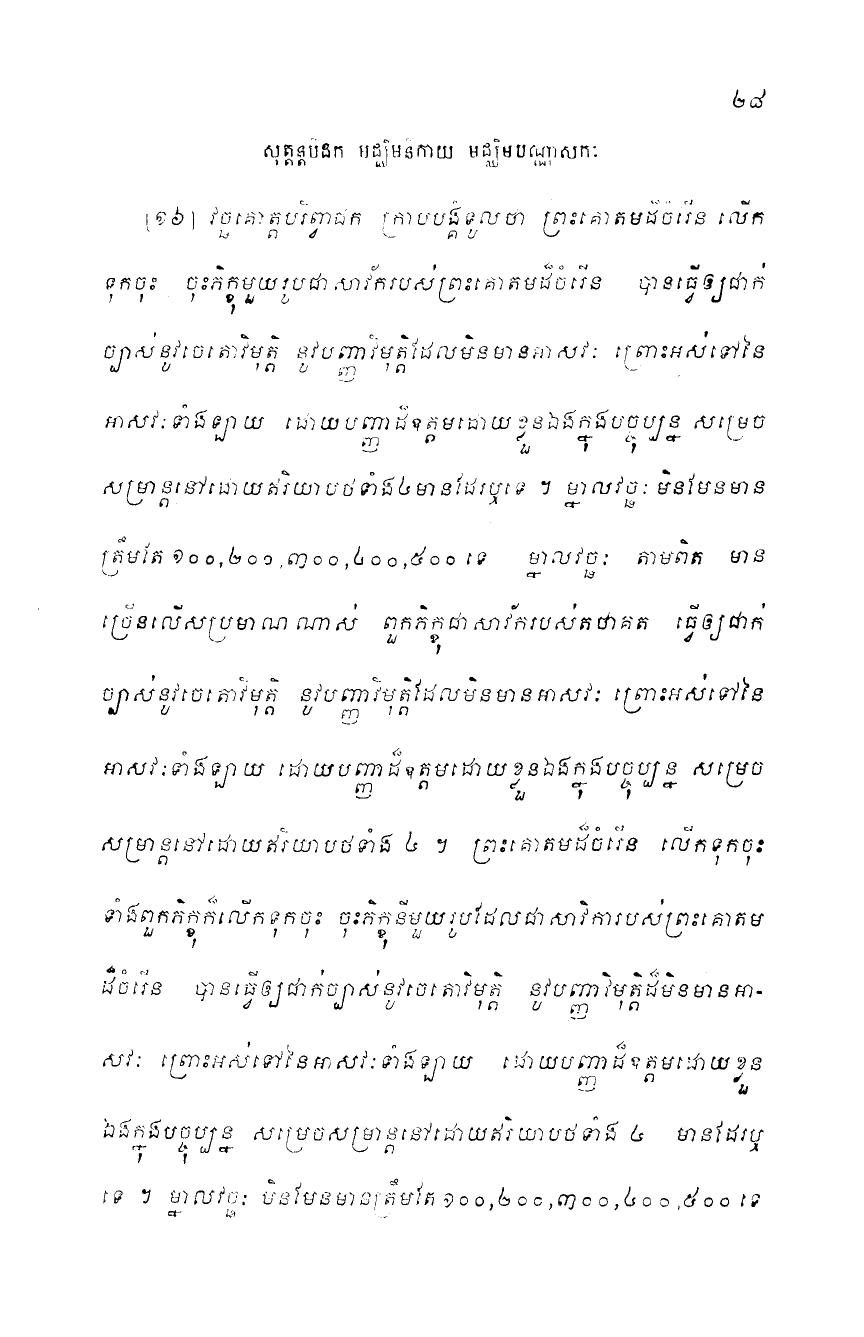 ២៨
សុត្តន្តបិដក មជ្ឈិមនិកាយ មជ្ឈិមបណ្ណាសកៈ
[១៦] វច្ឆគោត្តបរិព្វាជក ក្រាបបង្គំទូលថា ព្រះគោតមដ៏ចំរើន លើក
ទុកចុះ ចុះភិក្ខុមួយរូបជាសាវ័ករបស់ព្រះគោតមដ៏ចំរើន បានធ្វើឲ្យជាក់
ច្បាស់នូវចេតោវិមុត្តិ នូវបញ្ញាវិមុត្តិដែលមិនមានអាសវៈ ព្រោះអស់ទៅនៃ
អាសវៈទាំងឡាយ ដោយបញ្ញាដ៏ឧត្តមដោយខ្លួនឯងក្នុងបច្ចុប្បន្ន សម្រេច
សម្រាន្តនៅដោយឥរិយាបថទាំង៤មានដែរឬទេ ។ ម្នាលវច្ឆៈ មិនមែនមាន
ត្រឹមតែ ១០០,២០១,៣០០,៤០០,៥០០ ទេ ម្នាលវច្ឆៈ តាមពិត មាន
ច្រើនលើសប្រមាណណាស់ ពួកភិក្ខុជាសាវ័ករបស់តថាគត ធ្វើឲ្យជាក់
ច្បាស់នូវចេតោវិមុត្តិ នូវបញ្ញាវិមុត្តិដែលមិនមានអាសវៈ ព្រោះអស់ទៅនៃ
អាសវៈទាំងឡាយ ដោយបញ្ញាដ៏ឧត្តមដោយខ្លួនឯងក្នុងបច្ចុប្បន្ន សម្រេច
សម្រាន្តនៅដោយឥរិយាបថទាំង ៤ ។ ព្រះគោតមដ៏ចំរើន លើកទុកចុះ
ទាំងពួកភិក្ខុក៏លើកទុកចុះ ចុះភិក្ខុនីមួយរូបដែលជាសាវិការបស់ព្រះគោតម
ដ៏ចំរើន បានធ្វើឲ្យជាក់ច្បាស់នូវចេតោវិមុត្តិ នូវបញ្ញាវិមុត្តិដ៏មិនមានអា-
សវៈ ព្រោះអស់ទៅនៃអាសវៈទាំងឡាយ ដោយបញ្ញាដ៏ឧត្តមដោយខ្លួន
ឯងក្នុងបច្ចុប្បន្ន សម្រេចសម្រាន្តនៅដោយឥរិយាបថទាំង ៤ មានដែរឬ
ទេ ។ ម្នាលវច្ឆៈ មិនមែនមានត្រឹមតែ ១០០,២០០,៣០០,៤០០,៥០០ ទេ